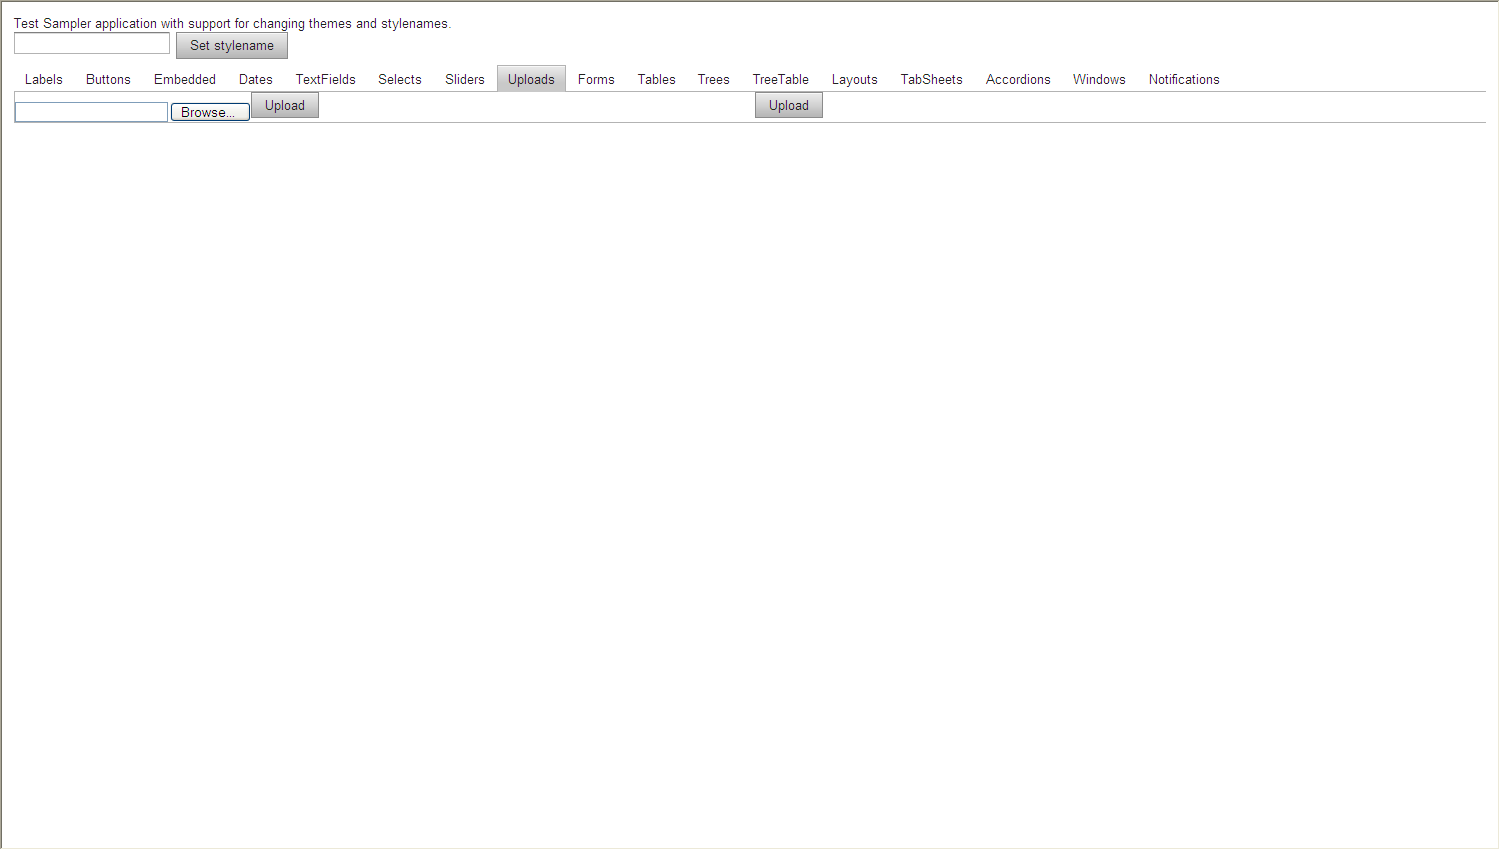 Test Sampler application with support for changing themes and stylenames.
Set stylename
Labels Buttons Embedded Dates TextFields Selects Sliders Uploads Forms Tables Trees TreeTable Layouts TabSheets Accordions Windows Notifications
Browse... Upload Upload